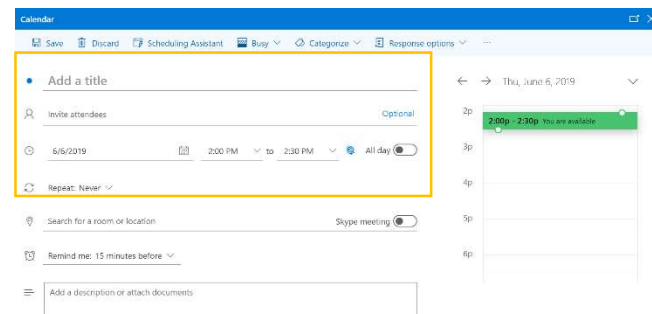 Calendar
Save Discard Scheduling Assistant Busy Categorize Response options ...
Add a title
Thu, June 6, 2019
Invite attendees Optional
2p
2:00p - 2:30p You are available
6/6/2019 2:00 PM to 2:30 PM All day
3p
Repeat: Never
4p
Search for a room or location Skype meeting
5p
Remind me: 15 minutes before
6p
Add a description or attach documents